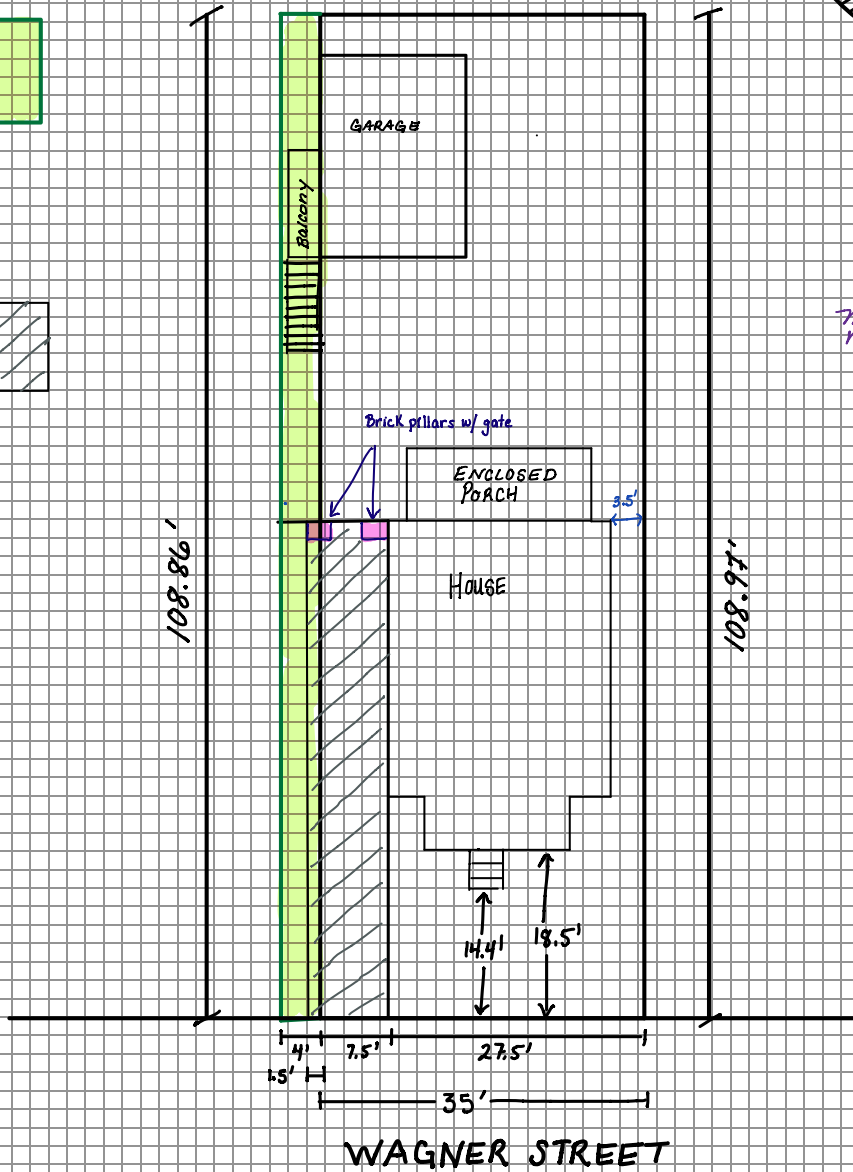 GARAGE
Balcony
Brick pillars w/ gate
ENCLOSED
PORCH
3.5'
HOUSE
108.86'
108.97'
14.4'
18.5'
4'
7.5'
27.5'
1.5'
35'
WAGNER STREET